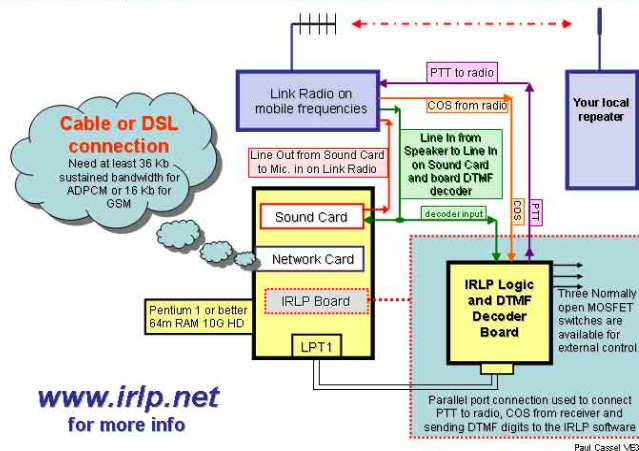 PTT to radio
Link Radio on
mobile frequencies
COS from radio
Your local
repeater
Cable or DSL
connection
Need at least 36 Kb
sustained bandwidth for
ADPCM or 16 Kb for
GSM
Line Out from Sound Card
to Mic. in on Link Radio
Line In from
Speaker to Line In
on Sound Card
and board DTMF
decoder
Sound Card
decoder input
COS
PTT
Network Card
IRLP Board
IRLP Logic
and DTMF
Decoder
Board
Three Normally
open MOSFET
switches are
available for
external control
Pentium 1 or better
64m RAM 10G HD
LPT1
www.irlp.net
for more info
Parallel port connection used to connect
PTT to radio, COS from receiver and
sending DTMF digits to the IRLP software
Paul Cassel